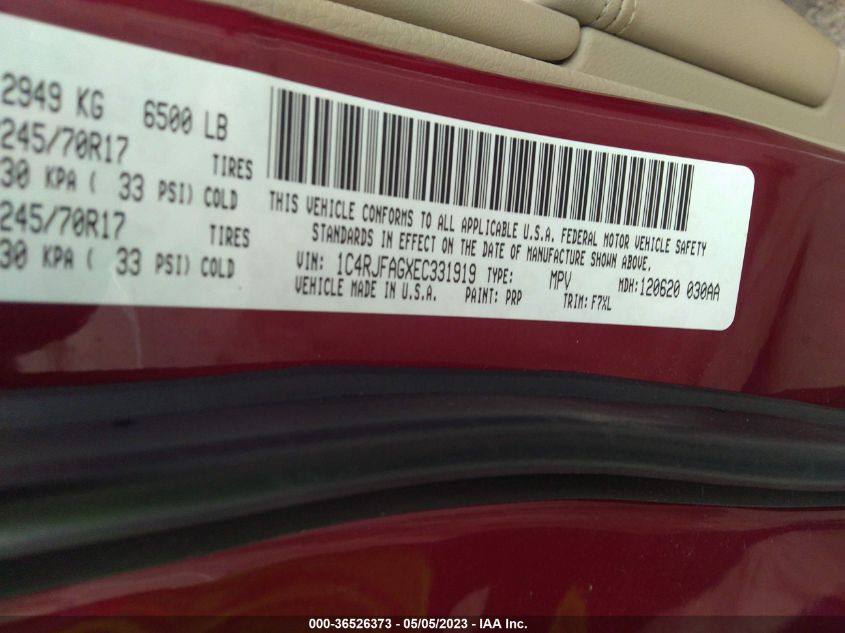 2949 KG 6500 LB
245/70R17 TIRES
30 KPA ( 33 PSI) COLD
245/70R17 TIRES
30 KPA ( 33 PSI) COLD
THIS VEHICLE CONFORMS TO ALL APPLICABLE U.S.A. FEDERAL MOTOR VEHICLE SAFETY
STANDARDS IN EFFECT ON THE DATE OF MANUFACTURE SHOWN ABOVE.
VIN: 1C4RJFAGXEC331919 TYPE: MPV MDH: 120620 030AA
VEHICLE MADE IN U.S.A. PAINT: PRP TRIM: F7XL
000-36526373 - 05/05/2023 - IAA Inc.